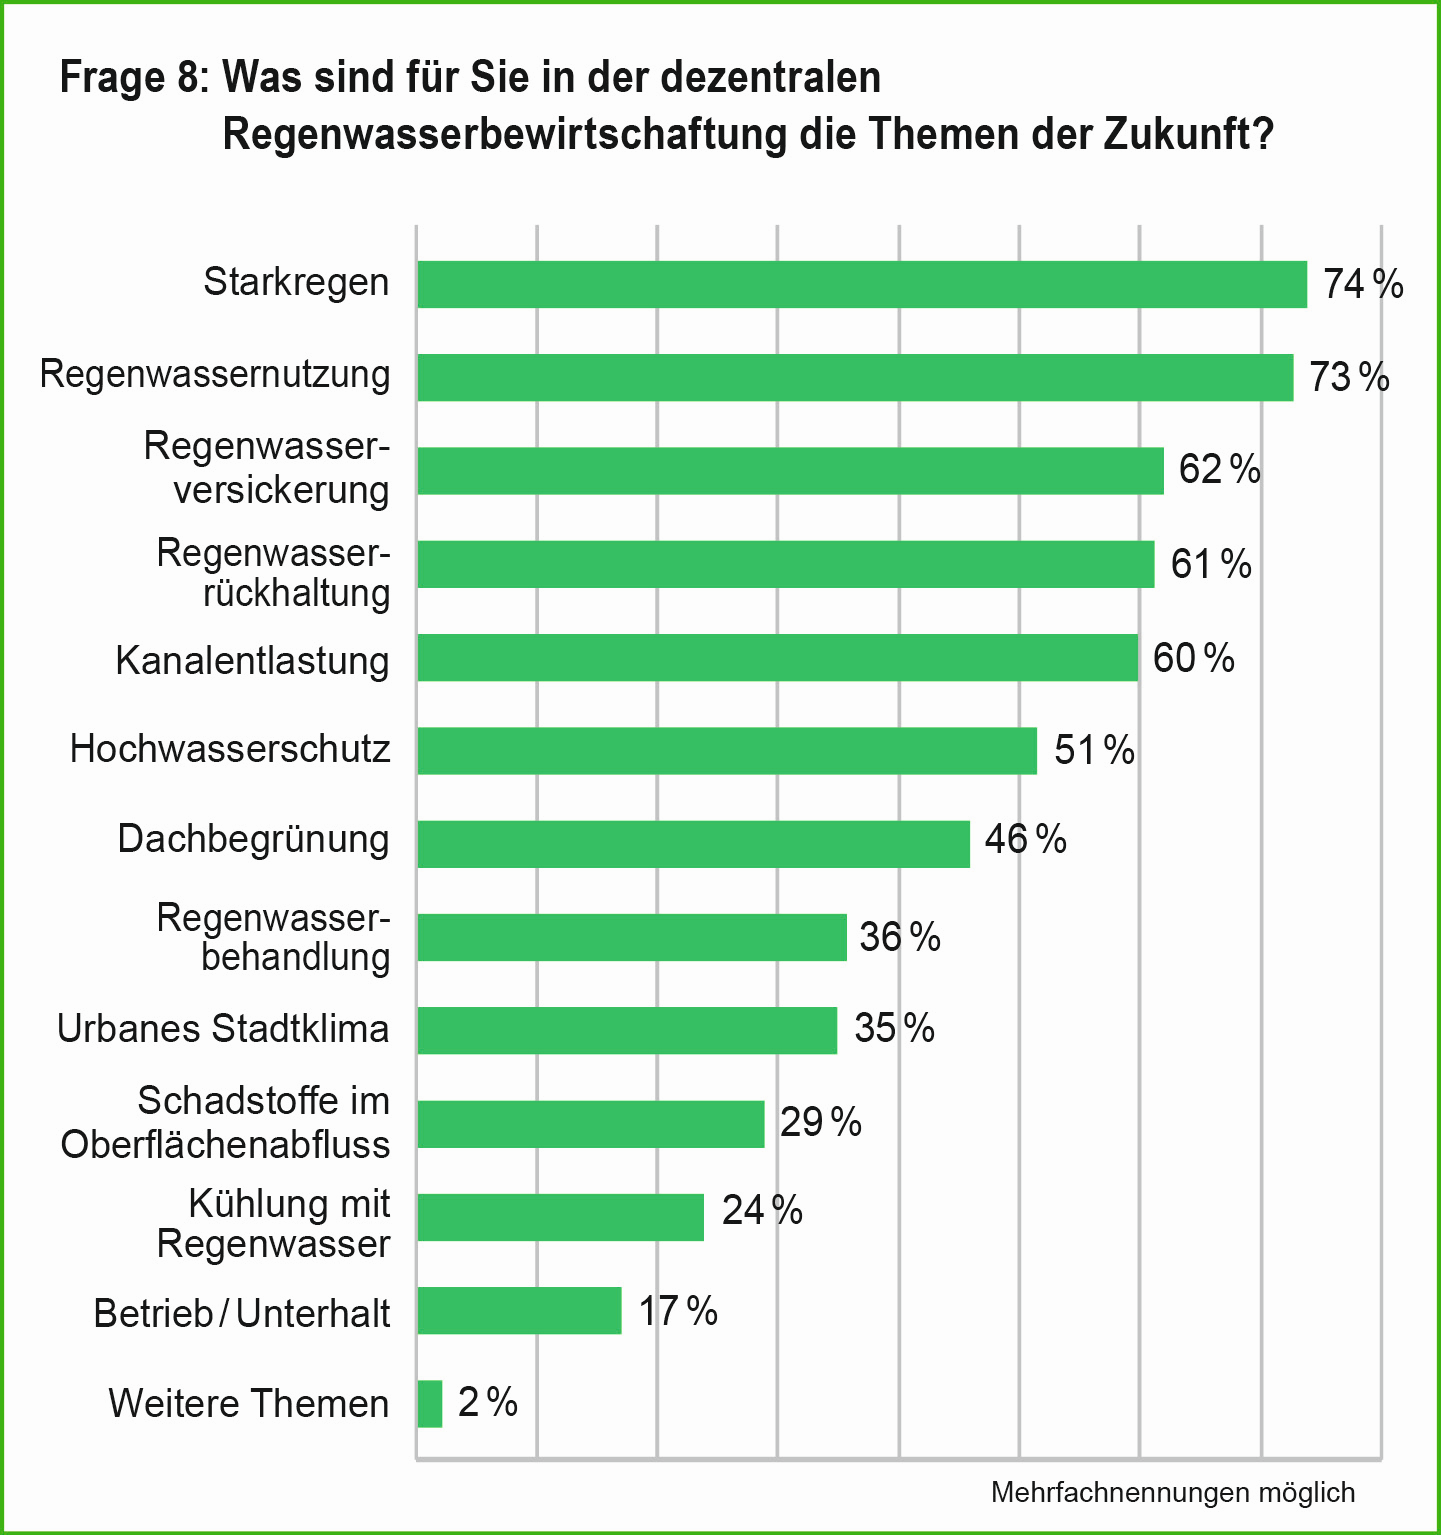 Frage 8: Was sind für Sie in der dezentralen
Regenwasserbewirtschaftung die Themen der Zukunft?
Starkregen
74 %
Regenwassernutzung
73 %
Regenwasser-
versickerung
62 %
Regenwasser-
rückhaltung
61 %
Kanalentlastung
60 %
Hochwasserschutz
51 %
Dachbegrünung
46 %
Regenwasser-
behandlung
36 %
Urbanes Stadtklima
35 %
Schadstoffe im
Oberflächenabfluss
29 %
Kühlung mit
Regenwasser
24 %
Betrieb / Unterhalt
17 %
Weitere Themen
2 %
Mehrfachnennungen möglich